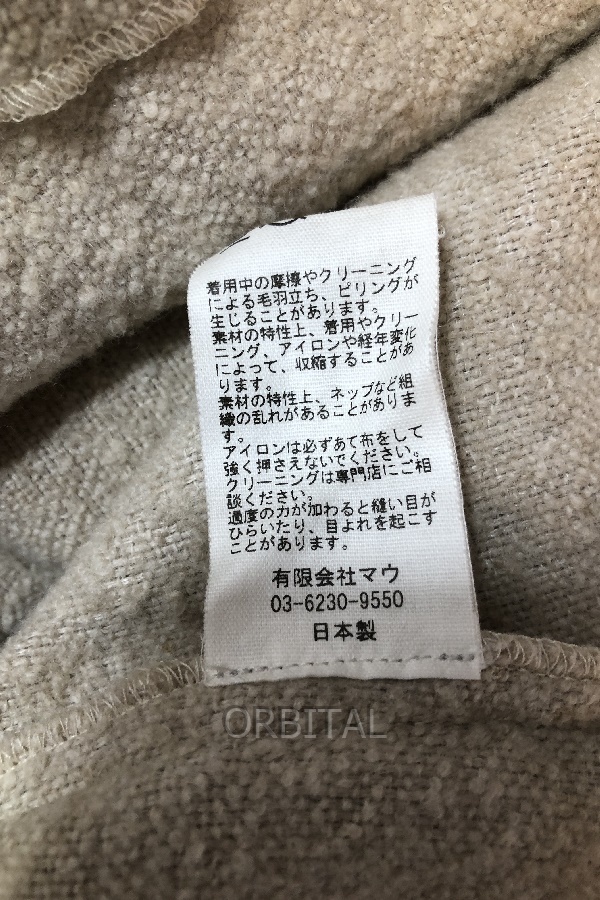 着用中の摩擦やクリーニング
による毛羽立ち、ピリングが
生じることがあります。
素材の特性上、着用やクリー
ニング、アイロンや経年変化
によって、収縮することがあ
ります。
素材の特性上、ネップなど組
織の乱れがあることがありま
す。
アイロンは必ずあて布をして
強く押さえないでください。
クリーニングは専門店にご相
談ください。
過度の力が加わると縫い目が
ひらいたり、目よれを起こす
ことがあります。
有限会社マウ
03-6230-9550
日本製
ORBITAL